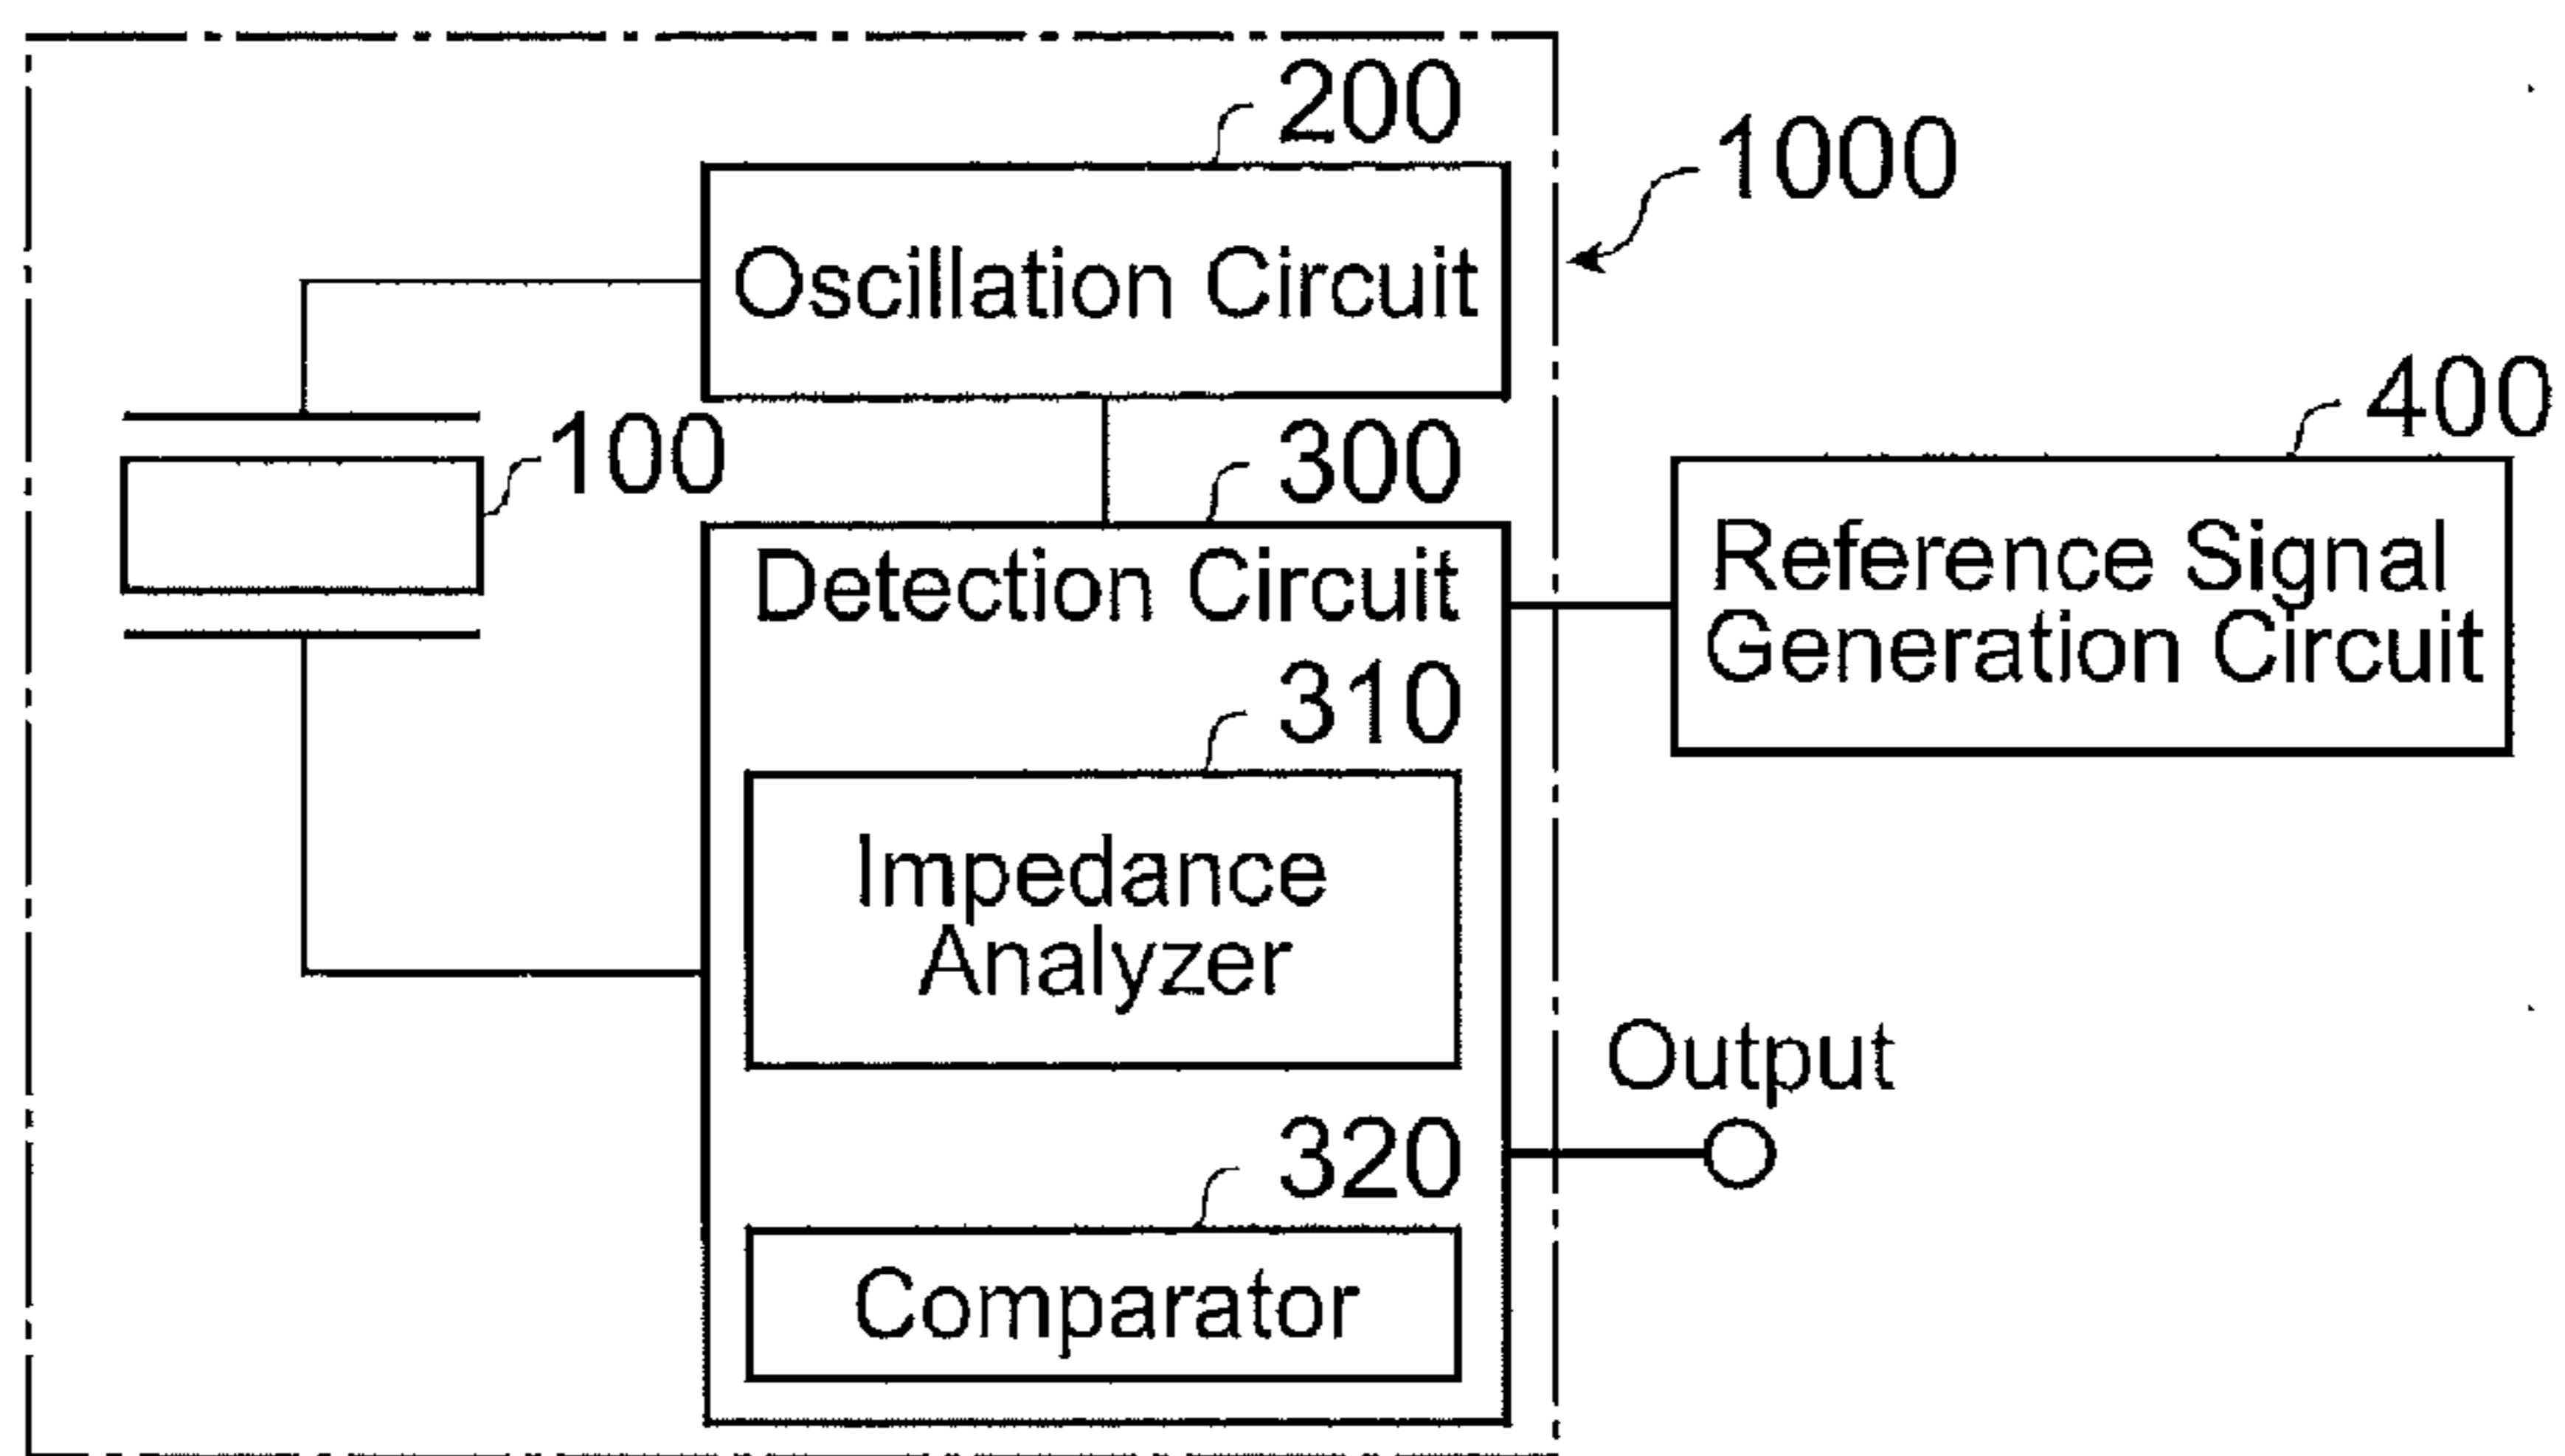 200
1000
Oscillation Circuit
100
300
400
Detection Circuit
Reference Signal
Generation Circuit
310
Impedance
Analyzer
Output
320
Comparator